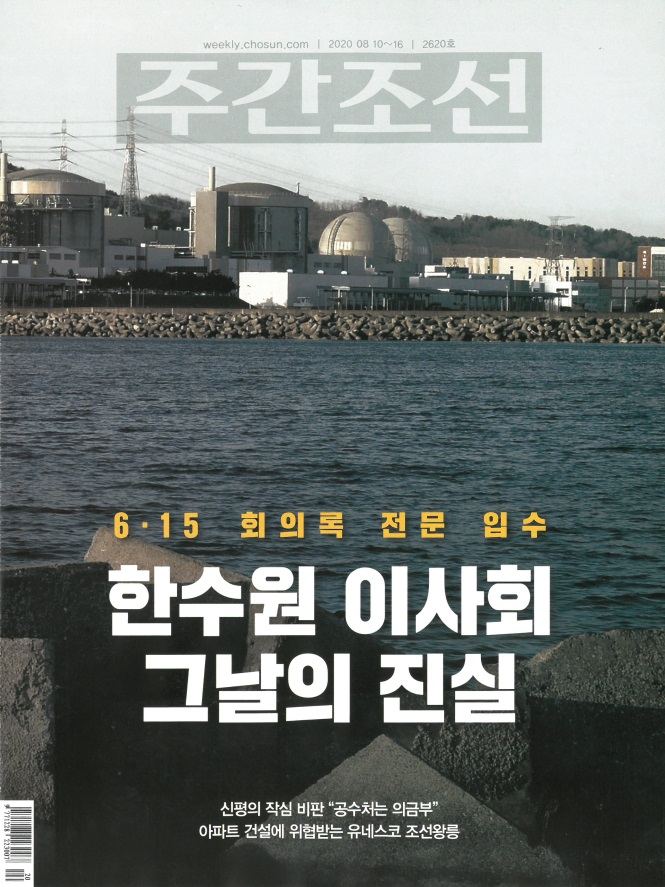 weekly.chosun.com | 2020 08 10~16 | 2620호
주간조선
6·15 회의록 전문 입수
한수원 이사회
그날의 진실
신평의 작심 비판 “공수처는 의금부”
아파트 건설에 위협받는 유네스코 조선왕릉